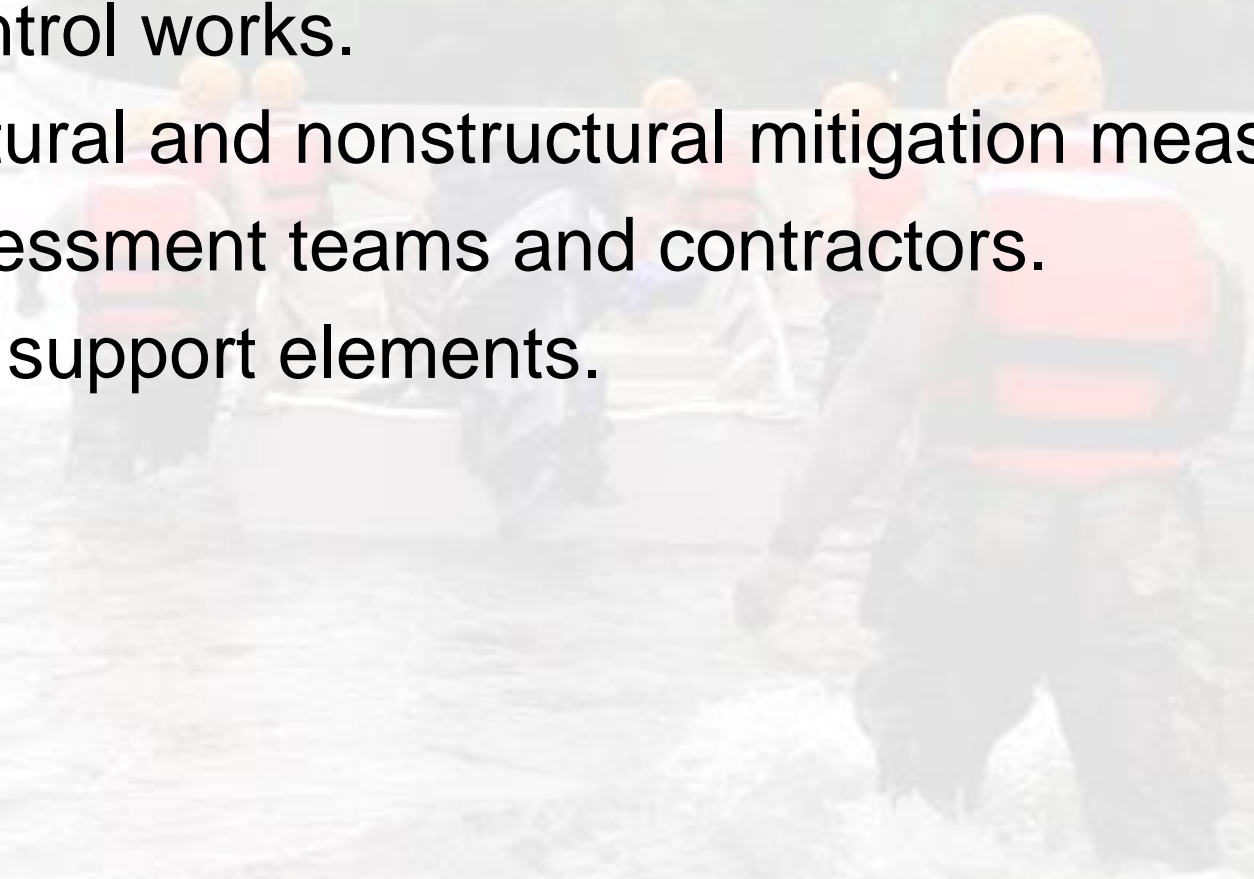 ntrol works.
tural and nonstructural mitigation meas
essment teams and contractors.
support elements.